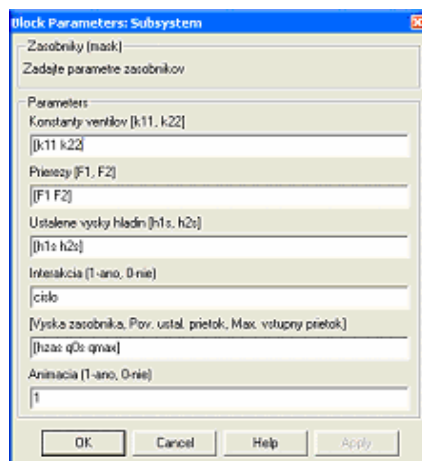 Block Parameters: Subsystem
Zasobniky (mask)
Zadajte parametre zasobnikov
Parameters
Konstanty ventilov [k11, k22]
[k11 k22]
Prierezy [F1, F2]
[F1 F2]
Ustalene vysky hladin [h1s, h2s]
[h1s h2s]
Interakcia (1-ano, 0-nie)
cislo
[Vyska zasobnika, Pov. ustal. prietok, Max. vstupny prietok]
[hzas q0s qmax]
Animacia (1-ano, 0-nie)
1
OK Cancel Help Apply